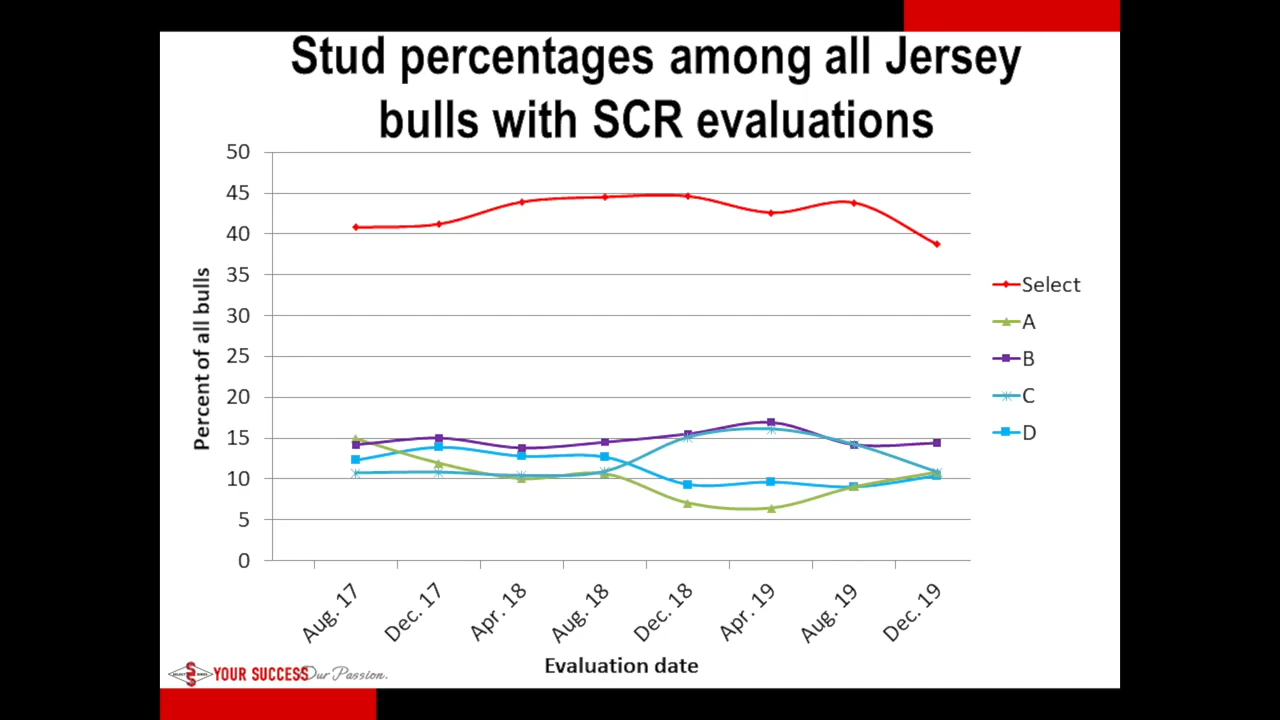 Stud percentages among all Jersey
bulls with SCR evaluations
50
45
40
35
30
25
20
15
10
5
0
Percent of all bulls
Aug. 17
Dec. 17
Apr. 18
Aug. 18
Dec. 18
Apr. 19
Aug. 19
Dec. 19
Evaluation date
Select
A
B
C
D
YOUR SUCCESS Our Passion.